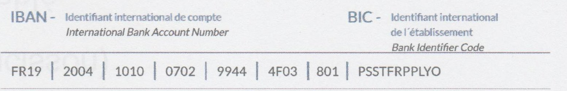 IBAN - Identifiant international de compte
International Bank Account Number
BIC - Identifiant international
de l´établissement
Bank Identifier Code
FR19 | 2004 | 1010 | 0702 | 9944 | 4F03 | 801 | PSSTFRPPLYO